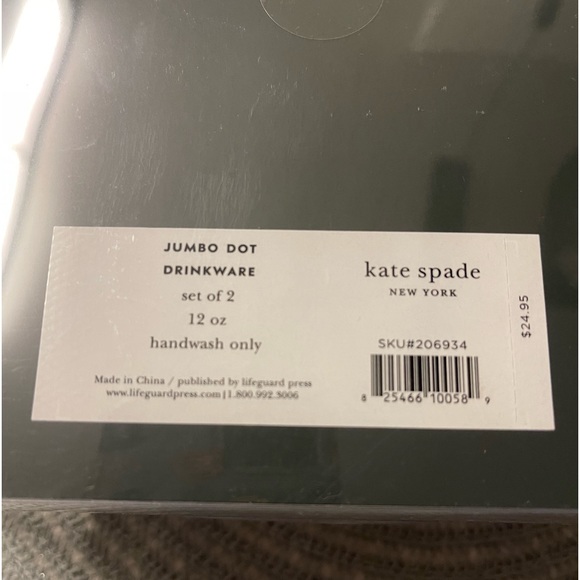 JUMBO DOT
DRINKWARE
set of 2
12 oz
handwash only
Made in China / published by lifeguard press
www.lifeguardpress.com | 1.800.992.3006
kate spade
NEW YORK
SKU#206934
8 25466 10058 9
$24.95